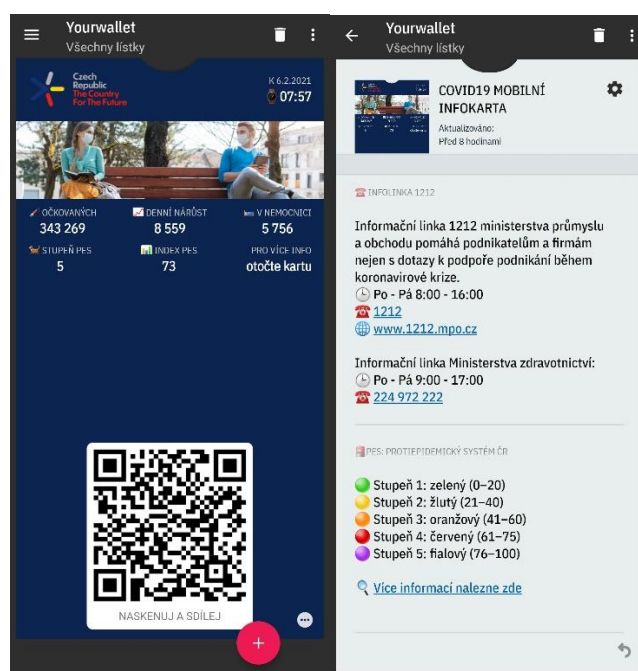 Yourwallet
Všechny lístky
Czech
Republic
The Country
For The Future
K 6.2.2021
07:57
OČKOVANÝCH
343 269
DENNÍ NÁRŮST
8 559
V NEMOCNICI
5 756
STUPEŇ PES
5
INDEX PES
73
PRO VÍCE INFO
otočte kartu
NASKENUJ A SDÍLEJ
Yourwallet
Všechny lístky
COVID19 MOBILNÍ
INFOKARTA
Aktualizováno:
Před 8 hodinami
INFOLINKA 1212
Informační linka 1212 ministerstva průmyslu
a obchodu pomáhá podnikatelům a firmám
nejen s dotazy k podpoře podnikání během
koronavirové krize.
Po - Pá 8:00 - 16:00
1212
www.1212.mpo.cz
Informační linka Ministerstva zdravotnictví:
Po - Pá 9:00 - 17:00
224 972 222
PES: PROTIEPIDEMICKÝ SYSTÉM ČR
Stupeň 1: zelený (0–20)
Stupeň 2: žlutý (21–40)
Stupeň 3: oranžový (41–60)
Stupeň 4: červený (61–75)
Stupeň 5: fialový (76–100)
Více informací nalezne zde